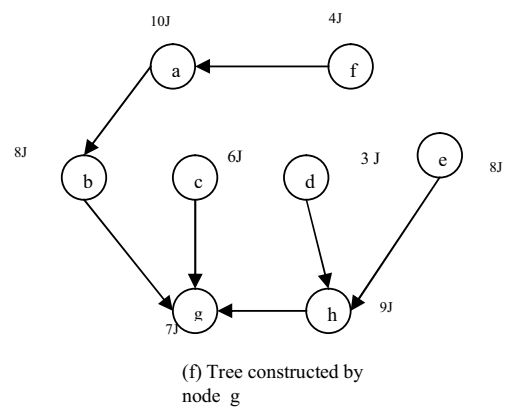 10J
4J
a
f
8J
b
c
6J
d
3 J
e
8J
g
7J
h
9J
(f) Tree constructed by
node g